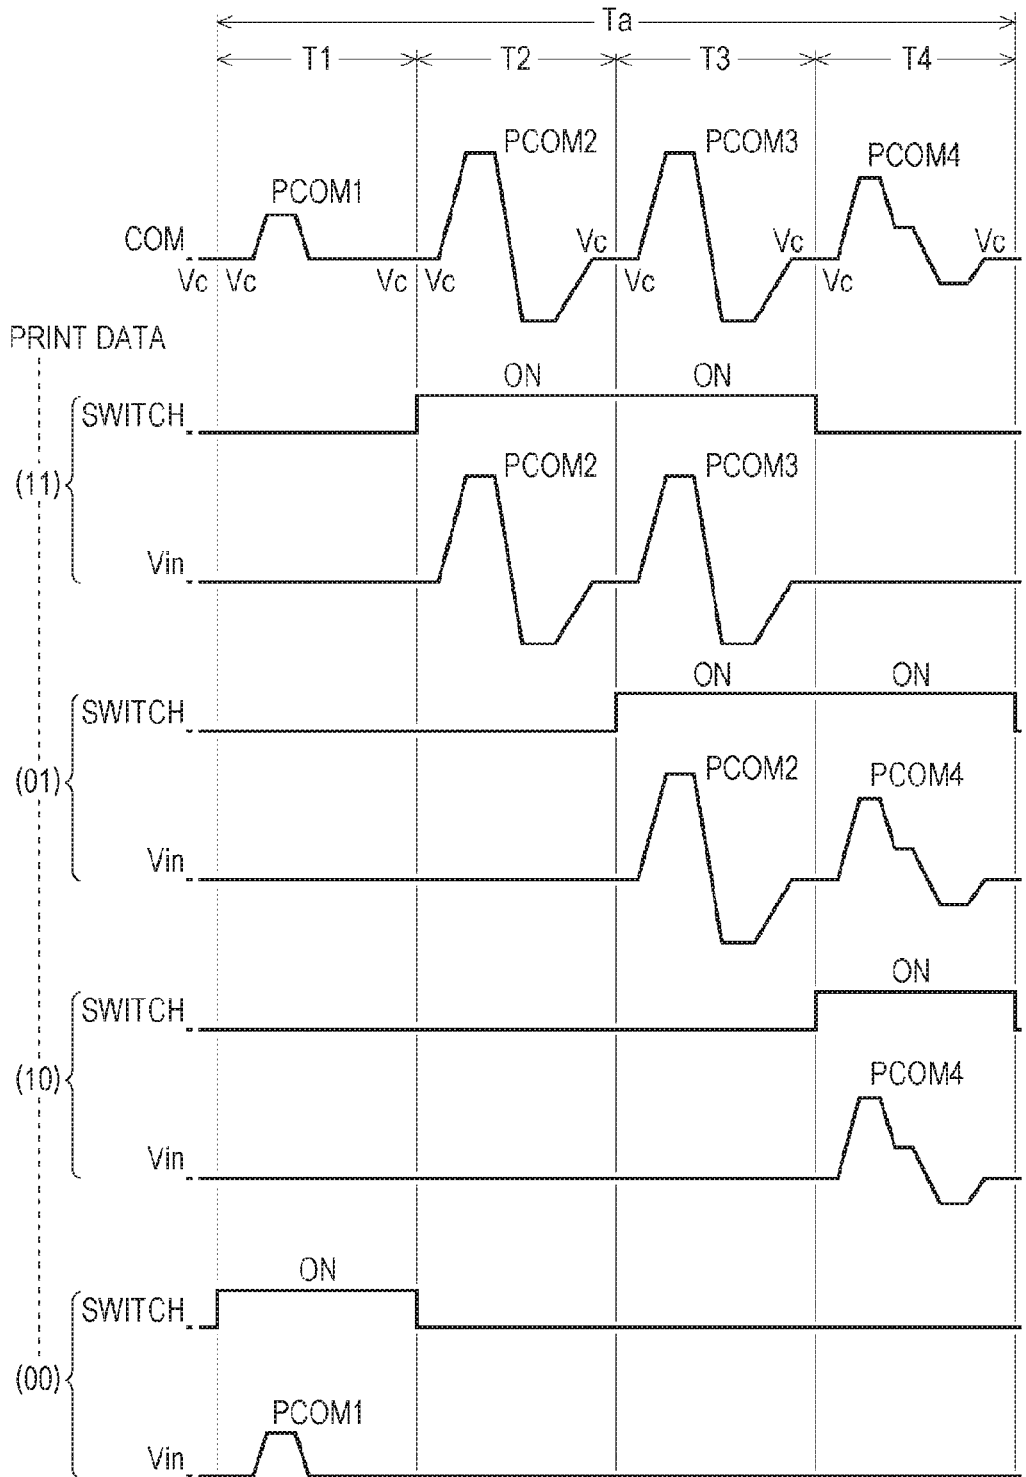 Ta
T1 T2 T3 T4
PCOM1 PCOM2 PCOM3 PCOM4
COM
Vc Vc Vc Vc Vc Vc Vc Vc Vc
PRINT DATA
(11)
SWITCH
ON ON
Vin
PCOM2 PCOM3
(01)
SWITCH
ON ON
Vin
PCOM2 PCOM4
(10)
SWITCH
ON
Vin
PCOM4
(00)
SWITCH
ON
Vin
PCOM1